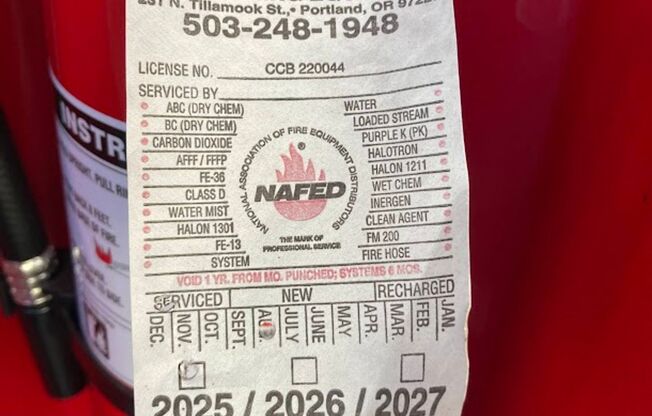 231 N. Tillamook St., Portland, OR
503-248-1948
LICENSE NO. CCB 220044
SERVICED BY
ABC (DRY CHEM)
BC (DRY CHEM)
CARBON DIOXIDE
AFFF / FFFP
FE-36
CLASS D
WATER MIST
HALON 1301
FE-13
SYSTEM
NATIONAL ASSOCIATION OF FIRE EQUIPMENT DISTRIBUTORS
®
NAFED
THE MARK OF
PROFESSIONAL SERVICE
WATER
LOADED STREAM
PURPLE K (PK)
HALOTRON
HALON 1211
WET CHEM
INERGEN
CLEAN AGENT
FM 200
FIRE HOSE
VOID 1 YR. FROM MO. PUNCHED; SYSTEMS 6 MOS.
SERVICED NEW RECHARGED
DEC. NOV. OCT. SEPT. AUG. JULY JUNE MAY APR. MAR. FEB. JAN.
2025 / 2026 / 2027
INSTR